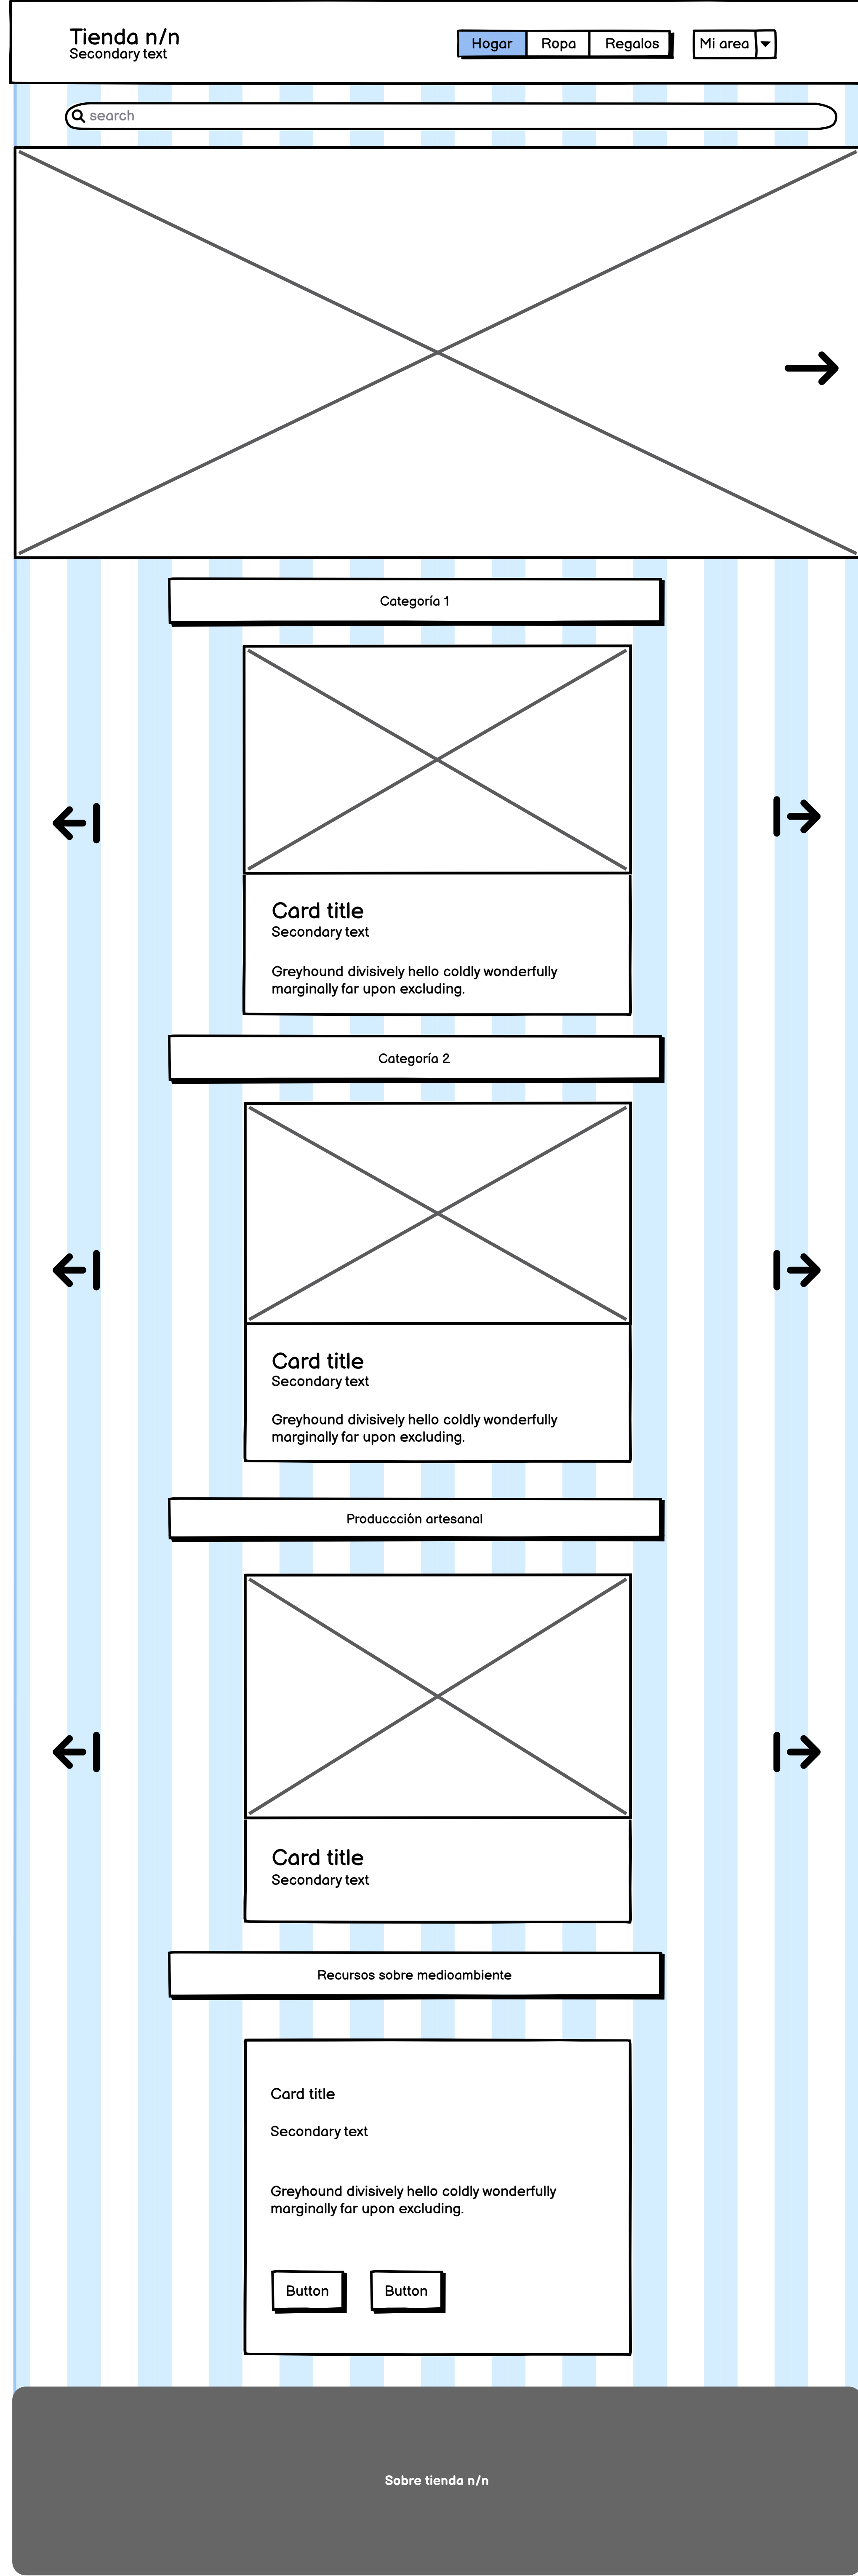 Tienda n/n
Secondary text
Hogar
Ropa
Regalos
Mi area
search
Categoría 1
Card title
Secondary text
Greyhound divisively hello coldly wonderfully
marginally far upon excluding.
Categoría 2
Card title
Secondary text
Greyhound divisively hello coldly wonderfully
marginally far upon excluding.
Produccción artesanal
Card title
Secondary text
Recursos sobre medioambiente
Card title
Secondary text
Greyhound divisively hello coldly wonderfully
marginally far upon excluding.
Button
Button
Sobre tienda n/n